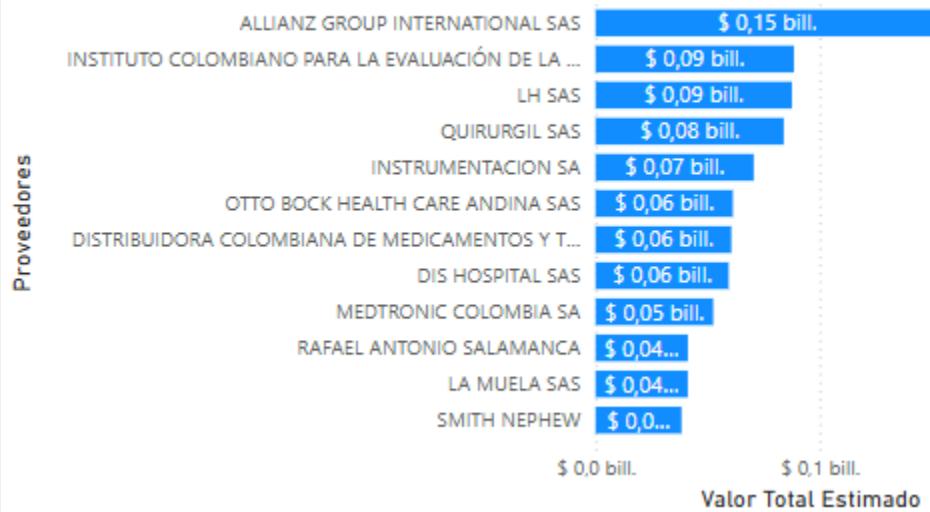 ALLIANZ GROUP INTERNATIONAL SAS $ 0,15 bill.
INSTITUTO COLOMBIANO PARA LA EVALUACIÓN DE LA ... $ 0,09 bill.
LH SAS $ 0,09 bill.
QUIRURGIL SAS $ 0,08 bill.
INSTRUMENTACION SA $ 0,07 bill.
OTTO BOCK HEALTH CARE ANDINA SAS $ 0,06 bill.
DISTRIBUIDORA COLOMBIANA DE MEDICAMENTOS Y T... $ 0,06 bill.
DIS HOSPITAL SAS $ 0,06 bill.
MEDTRONIC COLOMBIA SA $ 0,05 bill.
RAFAEL ANTONIO SALAMANCA $ 0,04...
LA MUELA SAS $ 0,04...
SMITH NEPHEW $ 0,0...
Proveedores
$ 0,0 bill. $ 0,1 bill.
Valor Total Estimado